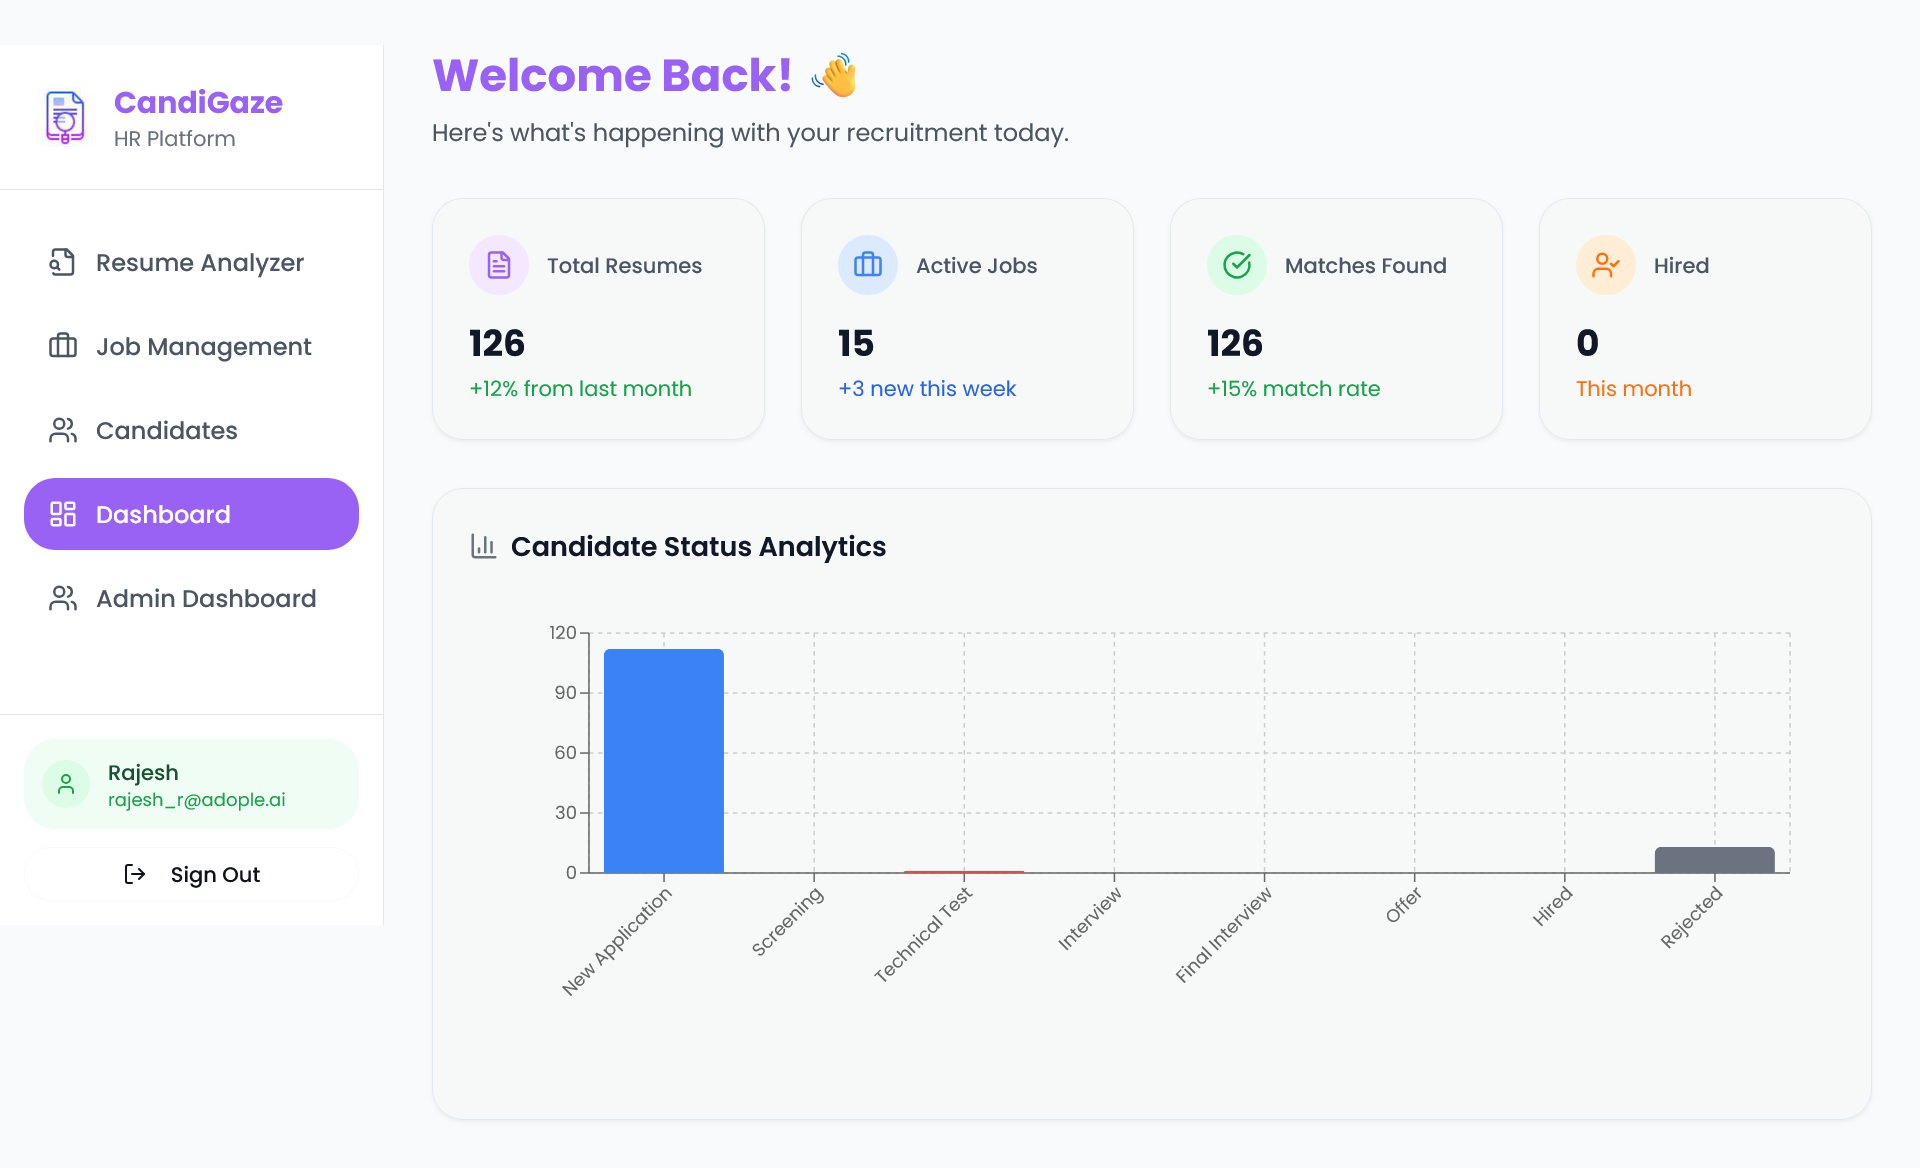 CandiGaze
HR Platform
Resume Analyzer
Job Management
Candidates
Dashboard
Admin Dashboard
Rajesh
rajesh_r@adople.ai
Sign Out
Welcome Back! 👋
Here's what's happening with your recruitment today.
Total Resumes
126
+12% from last month
Active Jobs
15
+3 new this week
Matches Found
126
+15% match rate
Hired
0
This month
Candidate Status Analytics
120
90
60
30
0
New Application
Screening
Technical Test
Interview
Final Interview
Offer
Hired
Rejected